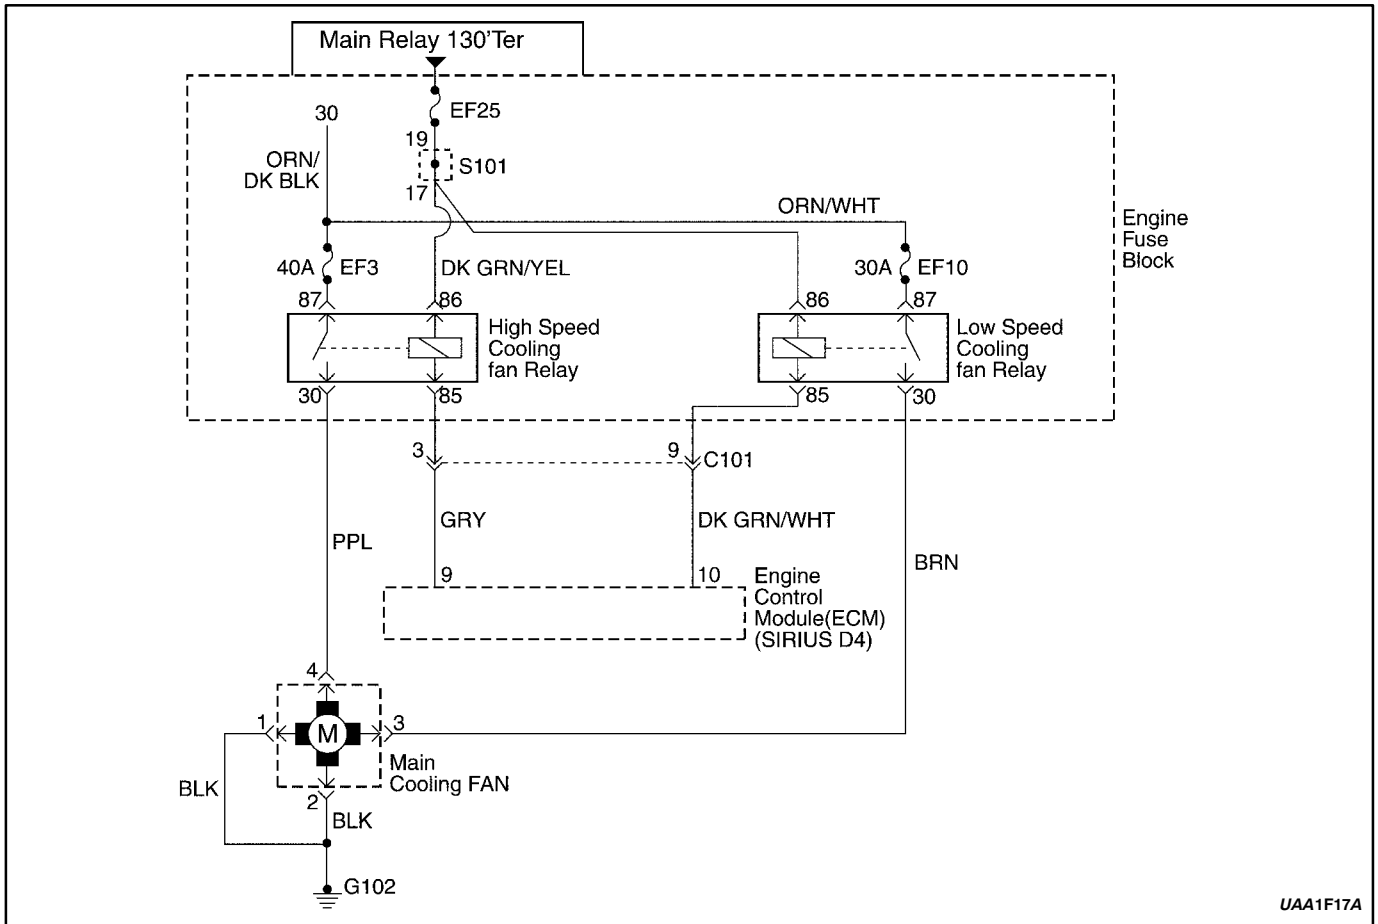 Main Relay 130'Ter
30
EF25
19
ORN/
DK BLK
S101
17
ORN/WHT
Engine
Fuse
Block
40A
EF3
DK GRN/YEL
30A
EF10
87
86
86
87
High Speed
Cooling
fan Relay
Low Speed
Cooling
fan Relay
30
85
85
30
3
9
C101
GRY
DK GRN/WHT
PPL
BRN
9
10
Engine
Control
Module(ECM)
(SIRIUS D4)
4
1
M
3
Main
Cooling FAN
BLK
2
BLK
G102
UAA1F17A